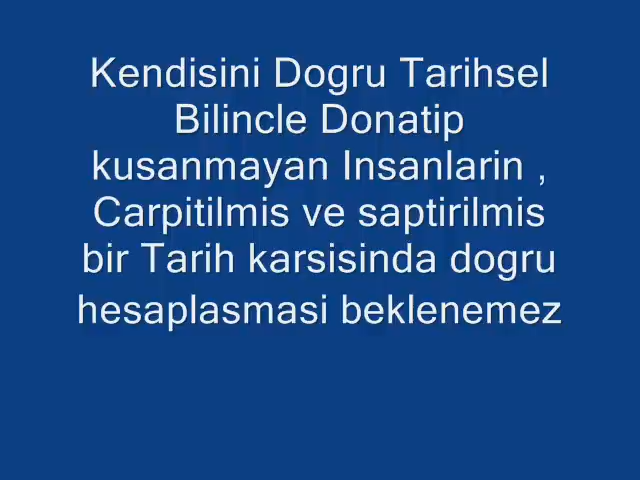 Kendisini Dogru Tarihsel
Bilincle Donatip
kusanmayan Insanlarin ,
Carpitilmis ve saptirilmis
bir Tarih karsisinda dogru
hesaplasmasi beklenemez